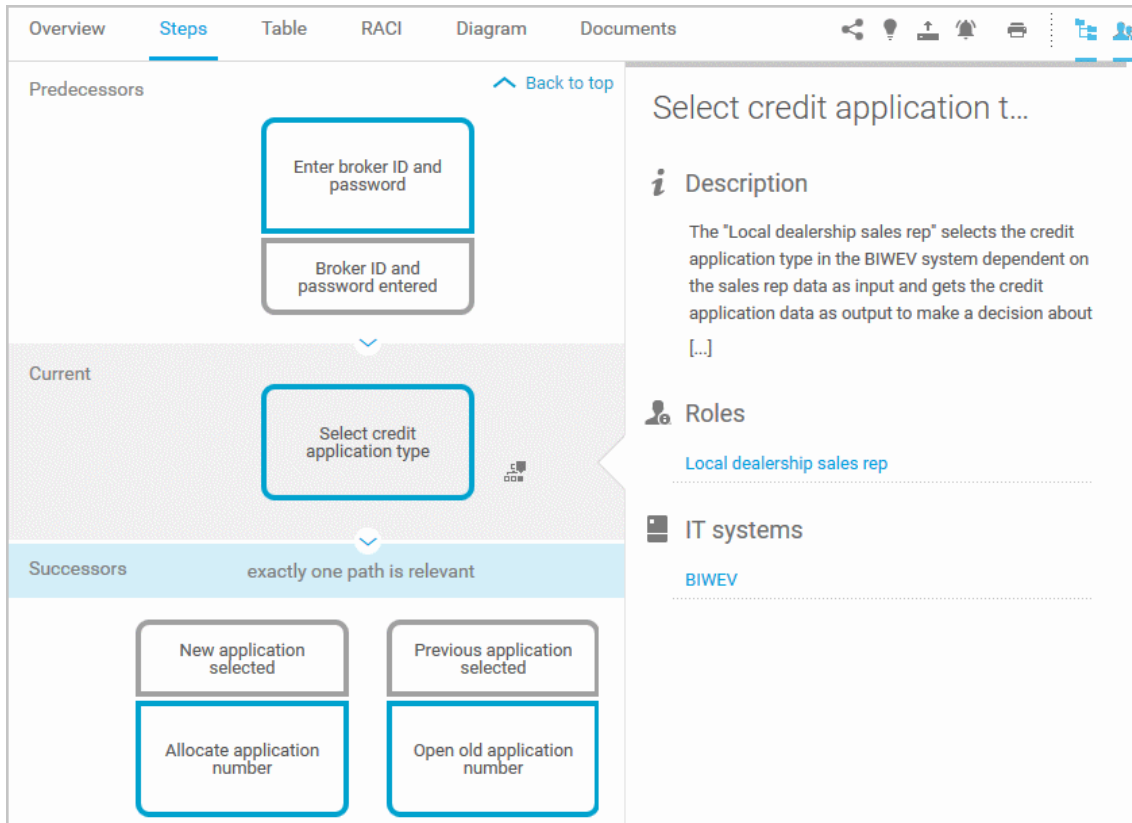 Overview Steps Table RACI Diagram Documents
Predecessors
Back to top
Enter broker ID and
password
Broker ID and
password entered
Current
Select credit
application type
Successors
exactly one path is relevant
New application
selected
Previous application
selected
Allocate application
number
Open old application
number
Select credit application t...
Description
The "Local dealership sales rep" selects the credit
application type in the BIWEV system dependent on
the sales rep data as input and gets the credit
application data as output to make a decision about
[...]
Roles
Local dealership sales rep
IT systems
BIWEV